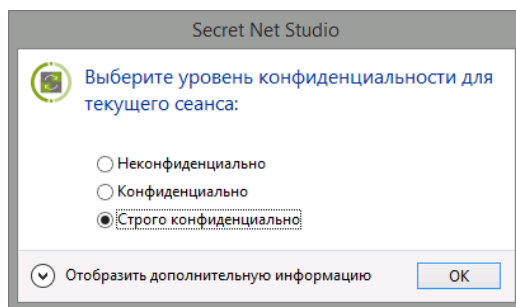 Secret Net Studio
Выберите уровень конфиденциальности для
текущего сеанса:
Неконфиденциально
Конфиденциально
Строго конфиденциально
Отобразить дополнительную информацию
OK